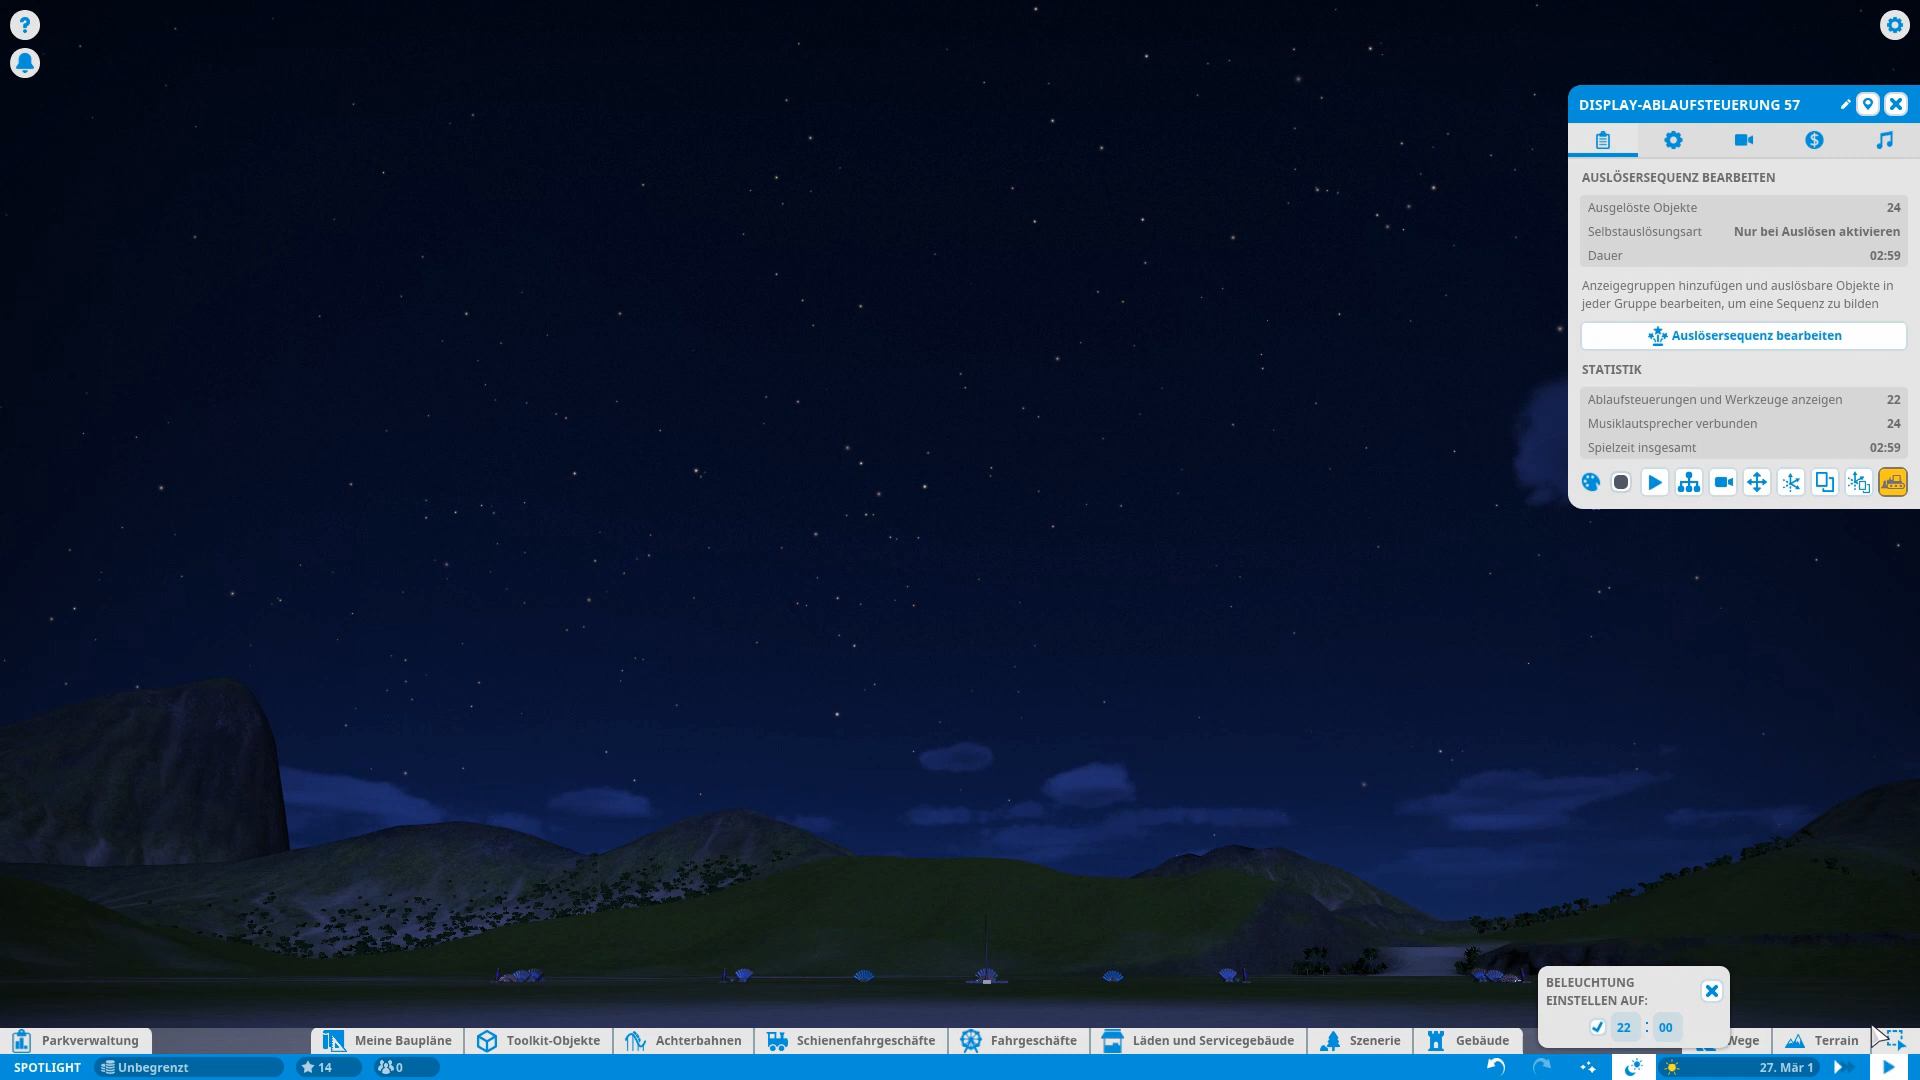 DISPLAY-ABLAUFSTEUERUNG 57
AUSLÖSERSEQUENZ BEARBEITEN
Ausgelöste Objekte 24
Selbstauslösungsart Nur bei Auslösen aktivieren
Dauer 02:59
Anzeigegruppen hinzufügen und auslösbare Objekte in
jeder Gruppe bearbeiten, um eine Sequenz zu bilden
Auslösersequenz bearbeiten
STATISTIK
Ablaufsteuerungen und Werkzeuge anzeigen 22
Musiklautsprecher verbunden 24
Spielzeit insgesamt 02:59
BELEUCHTUNG
EINSTELLEN AUF:
22 : 00
Parkverwaltung
Meine Baupläne
Toolkit-Objekte
Achterbahnen
Schienenfahrgeschäfte
Fahrgeschäfte
Läden und Servicegebäude
Szenerie
Gebäude
Wege
Terrain
SPOTLIGHT
Unbegrenzt
14
0
27. Mär 1